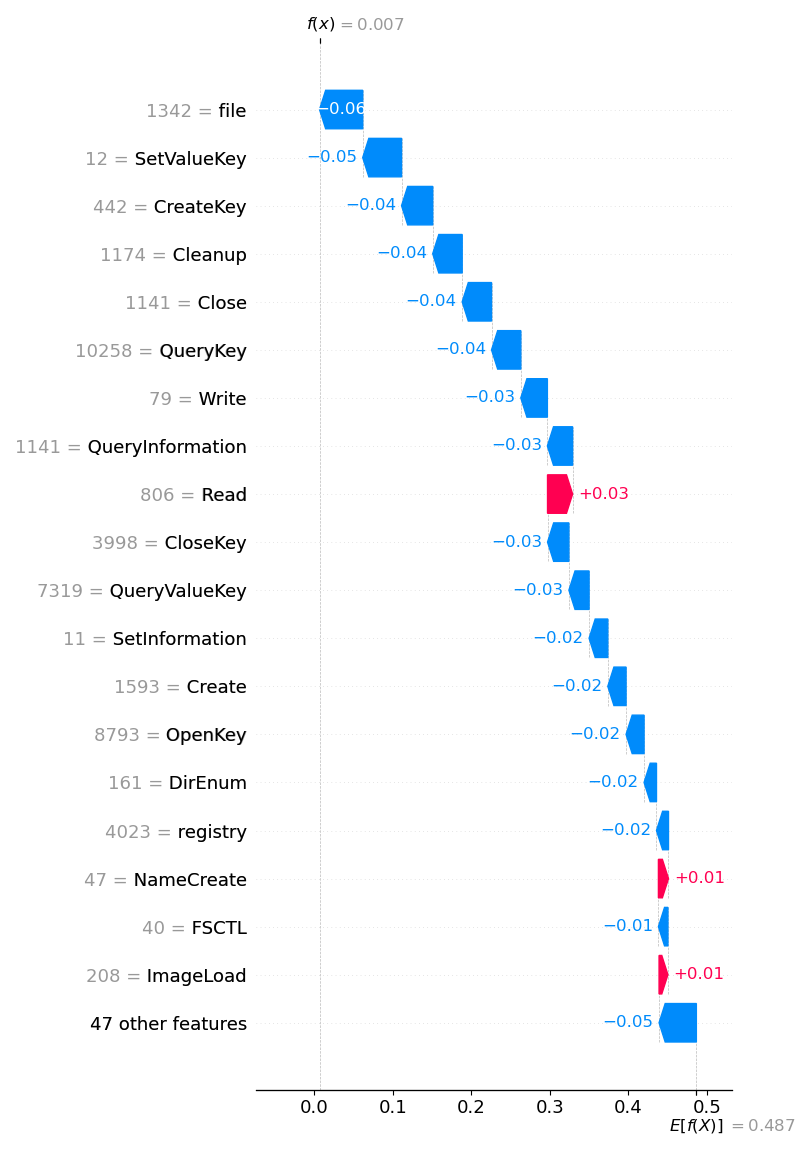 f(x) = 0.007
1342 = file
−0.06
12 = SetValueKey
−0.05
442 = CreateKey
−0.04
1174 = Cleanup
−0.04
1141 = Close
−0.04
10258 = QueryKey
−0.04
79 = Write
−0.03
1141 = QueryInformation
−0.03
806 = Read
+0.03
3998 = CloseKey
−0.03
7319 = QueryValueKey
−0.03
11 = SetInformation
−0.02
1593 = Create
−0.02
8793 = OpenKey
−0.02
161 = DirEnum
−0.02
4023 = registry
−0.02
47 = NameCreate
+0.01
40 = FSCTL
−0.01
208 = ImageLoad
+0.01
47 other features
−0.05
0.0 0.1 0.2 0.3 0.4 0.5
E[f(X)] = 0.487